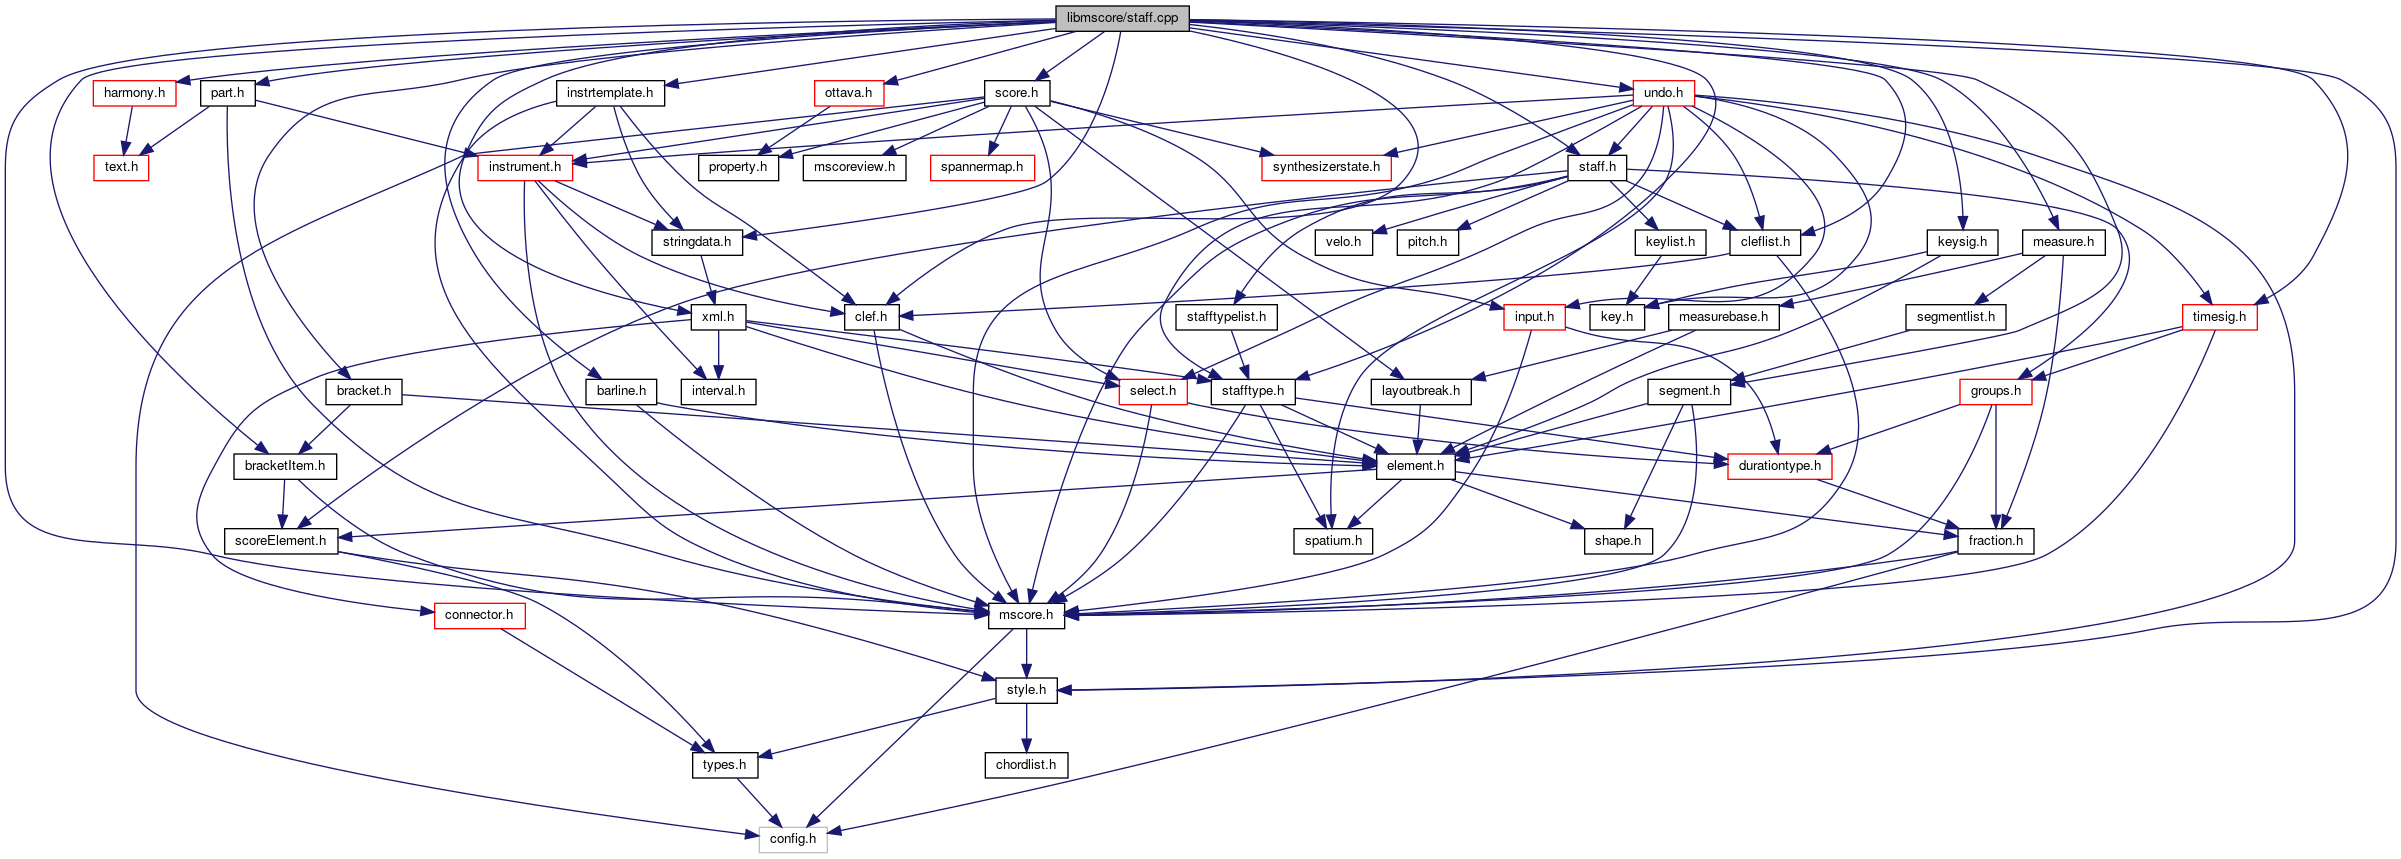 libmscore/staff.cpp
harmony.h
part.h
instrtemplate.h
ottava.h
score.h
undo.h
text.h
instrument.h
property.h
mscoreview.h
spannermap.h
synthesizerstate.h
staff.h
stringdata.h
velo.h
pitch.h
keylist.h
cleflist.h
keysig.h
measure.h
xml.h
clef.h
stafftypelist.h
input.h
key.h
measurebase.h
segmentlist.h
timesig.h
bracket.h
barline.h
interval.h
select.h
stafftype.h
layoutbreak.h
segment.h
groups.h
bracketItem.h
element.h
durationtype.h
scoreElement.h
spatium.h
shape.h
fraction.h
connector.h
mscore.h
style.h
types.h
chordlist.h
config.h